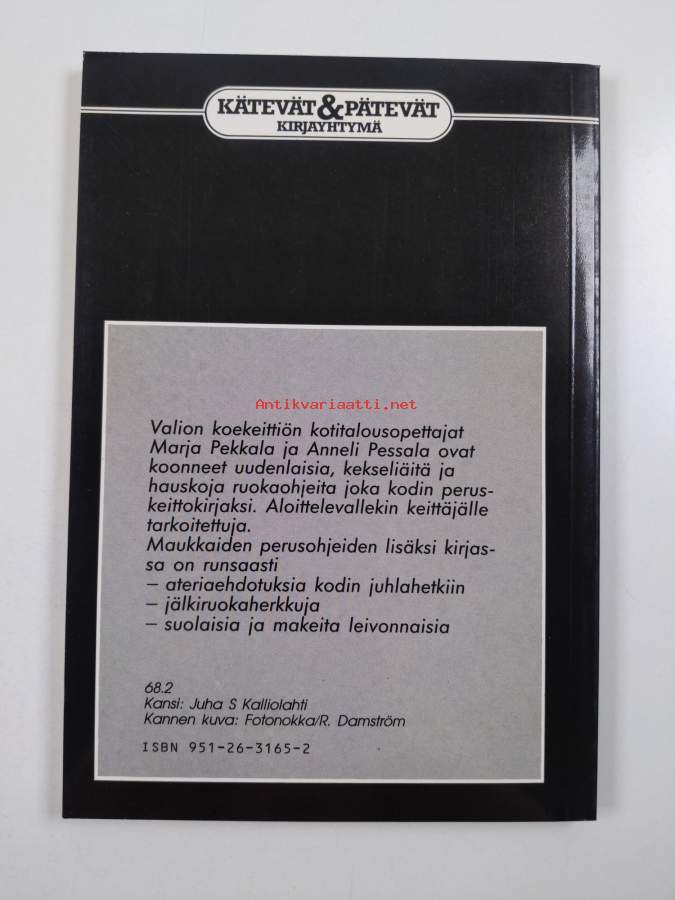 KÄTEVÄT & PÄTEVÄT
KIRJAYHTYMÄ
Antikvariaatti.net
Valion koekeittiön kotitalousopettajat
Marja Pekkala ja Anneli Pessala ovat
koonneet uudenlaisia, kekseliäitä ja
hauskoja ruokaohjeita joka kodin perus-
keittokirjaksi. Aloittelevallekin keittäjälle
tarkoitettuja.
Maukkaiden perusohjeiden lisäksi kirjas-
sa on runsaasti
– ateriaehdotuksia kodin juhlahetkiin
– jälkiruokaherkkuja
– suolaisia ja makeita leivonnaisia
68.2
Kansi: Juha S Kalliolahti
Kannen kuva: Fotonokka/R. Damström
ISBN 951-26-3165-2